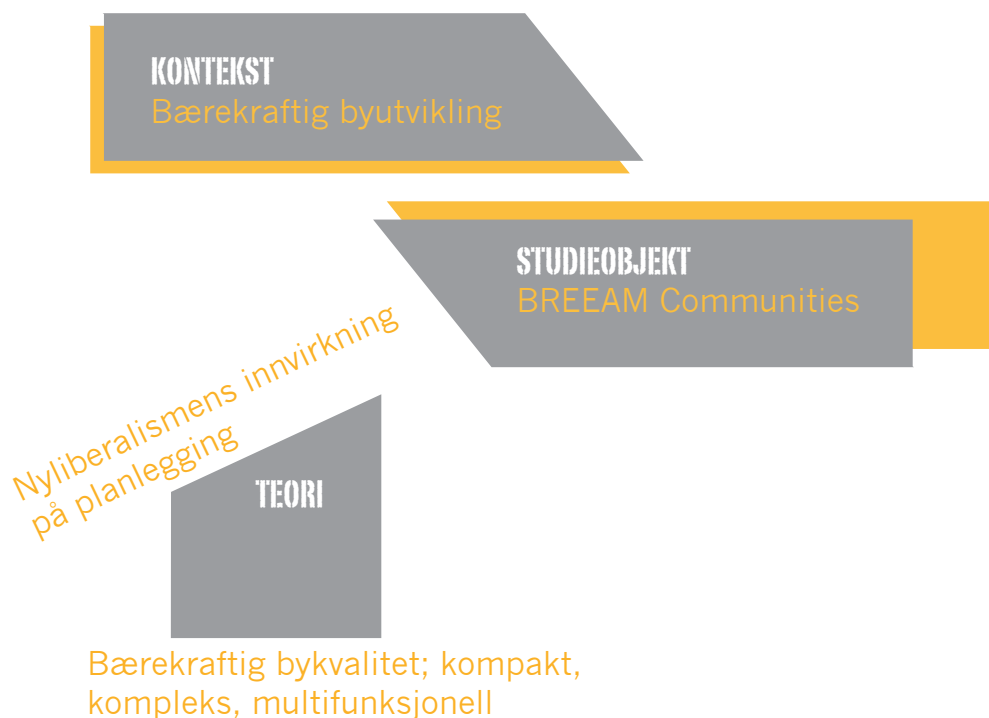 KONTEKST
Bærekraftig byutvikling
STUDIEOBJEKT
BREEAM Communities
Nyliberalismens innvirkning
på planlegging
TEORI
Bærekraftig bykvalitet; kompakt,
kompleks, multifunksjonell